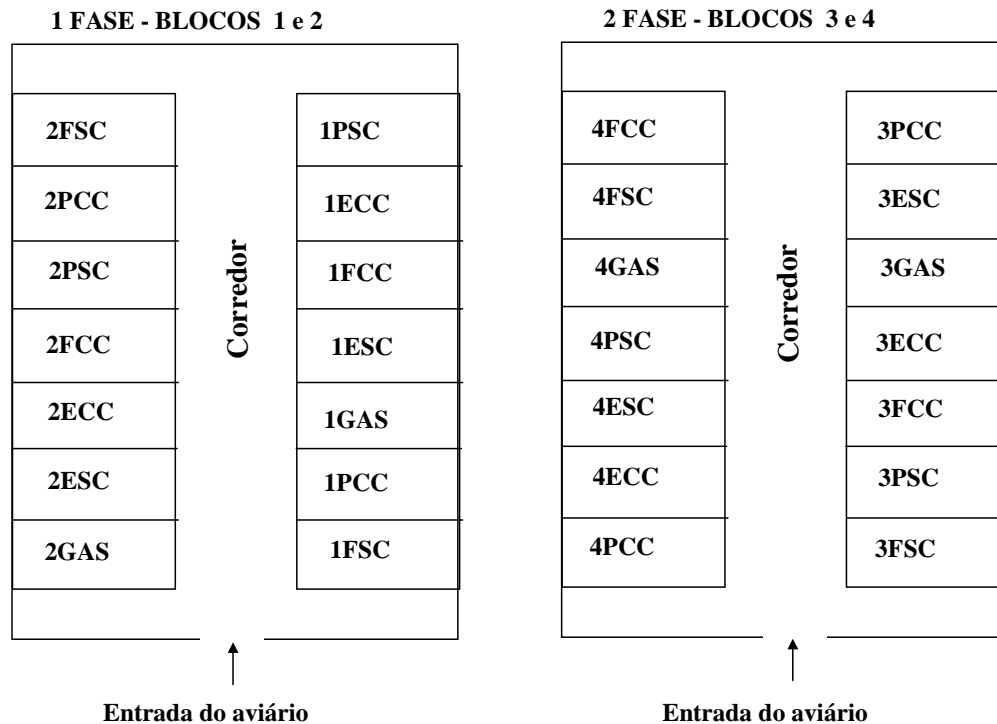 1 FASE - BLOCOS 1 e 2
2FSC
2PCC
2PSC
2FCC
2ECC
2ESC
2GAS
Corredor
1PSC
1ECC
1FCC
1ESC
1GAS
1PCC
1FSC
Entrada do aviário
2 FASE - BLOCOS 3 e 4
4FCC
4FSC
4GAS
4PSC
4ESC
4ECC
4PCC
Corredor
3PCC
3ESC
3GAS
3ECC
3FCC
3PSC
3FSC
Entrada do aviário